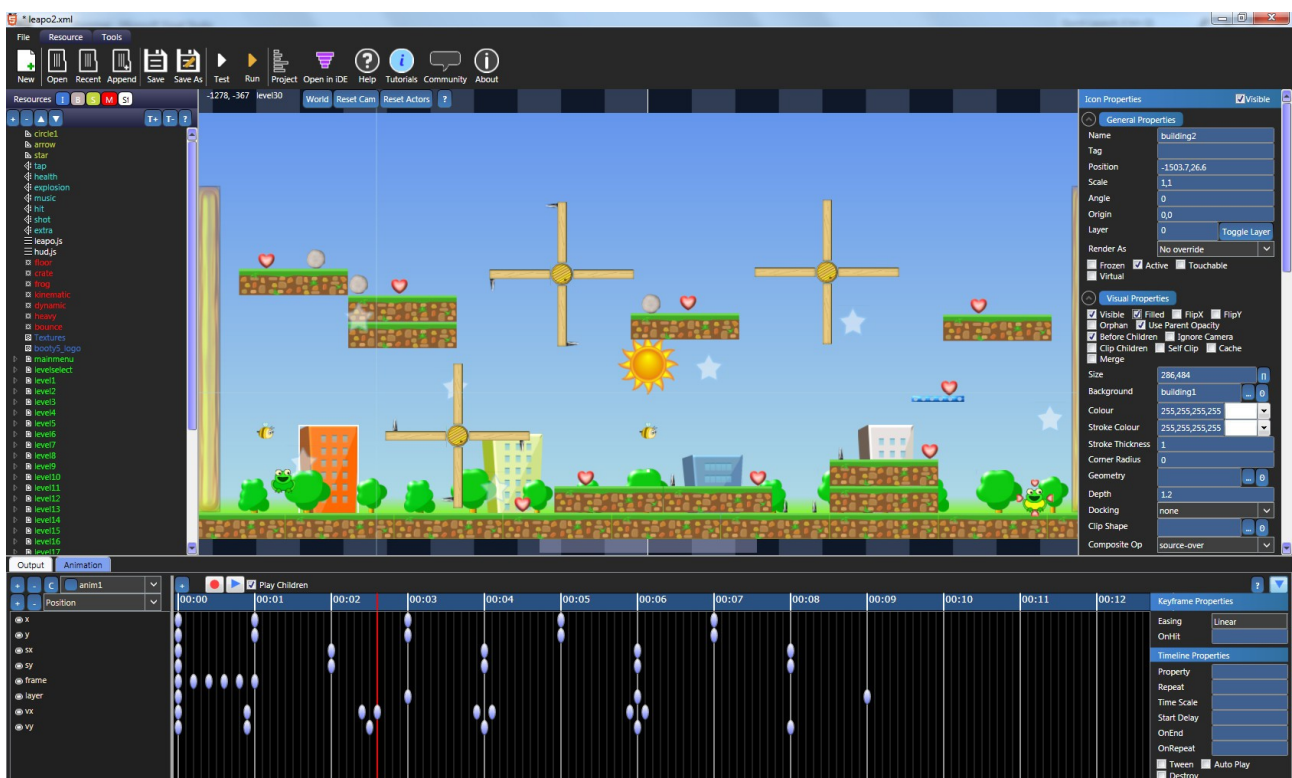 * leapo2.xml
File Resource Tools
New Open Recent Append Save Save As Test Run Project Open in IDE Help Tutorials Community About
Resources I B S M St
-1278, -367 level30 World Reset Cam Reset Actors ?
+ - T+ T- ?
circle1
arrow
star
tap
health
explosion
music
hit
shot
extra
leapo.js
hud.js
floor
crate
frog
kinematic
dynamic
heavy
bounce
Textures
booty5_logo
mainmenu
levelselect
level1
level2
level3
level4
level5
level6
level7
level8
level9
level10
level11
level12
level13
level14
level15
level16
level17
Icon Properties Visible
General Properties
Name building2
Tag
Position -1503.7,26.6
Scale 1,1
Angle 0
Origin 0,0
Layer 0 Toggle Layer
Render As No override
Frozen Active Touchable
Virtual
Visual Properties
Visible Filled FlipX FlipY
Orphan Use Parent Opacity
Before Children Ignore Camera
Clip Children Self Clip Cache
Merge
Size 286,484
Background building1 ...
Colour 255,255,255,255
Stroke Colour 255,255,255,255
Stroke Thickness 1
Corner Radius 0
Geometry ...
Depth 1.2
Docking none
Clip Shape ...
Composite Op source-over
Output Animation
+ - C anim1 + Play Children ?
+ - Position 00:00 00:01 00:02 00:03 00:04 00:05 00:06 00:07 00:08 00:09 00:10 00:11 00:12
x
y
sx
sy
frame
layer
vx
vy
Keyframe Properties
Easing Linear
OnHit
Timeline Properties
Property
Repeat
Time Scale
Start Delay
OnEnd
OnRepeat
Tween Auto Play
Destroy